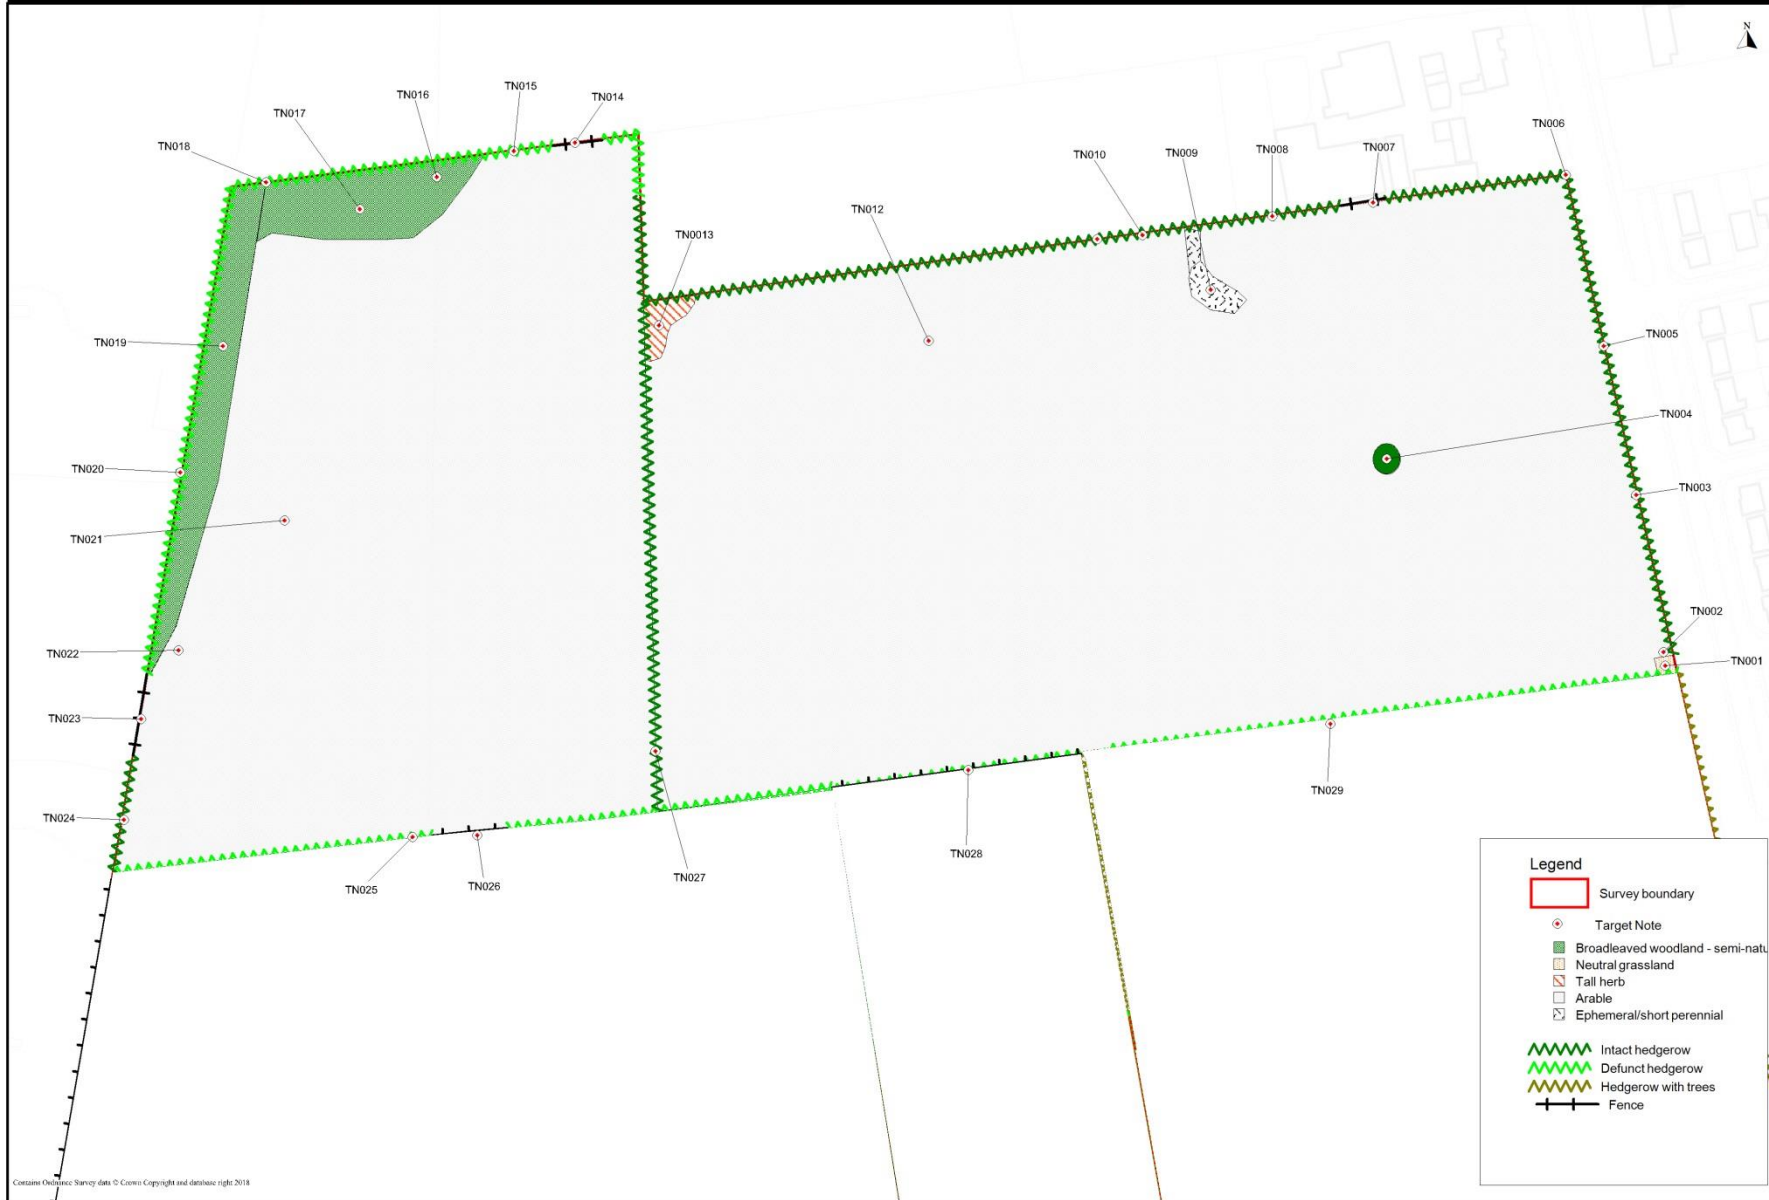 N
TN006
TN015
TN014
TN016
TN017
TN018
TN010
TN009
TN008
TN007
TN012
TN0013
TN005
TN019
TN004
TN020
TN003
TN021
TN002
TN022
TN001
TN023
TN024
TN029
TN028
TN027
TN025
TN026
Legend
Survey boundary
Target Note
Broadleaved woodland - semi-natu
Neutral grassland
Tall herb
Arable
Ephemeral/short perennial
Intact hedgerow
Defunct hedgerow
Hedgerow with trees
Fence
Contains Ordnance Survey data © Crown Copyright and database right 2018